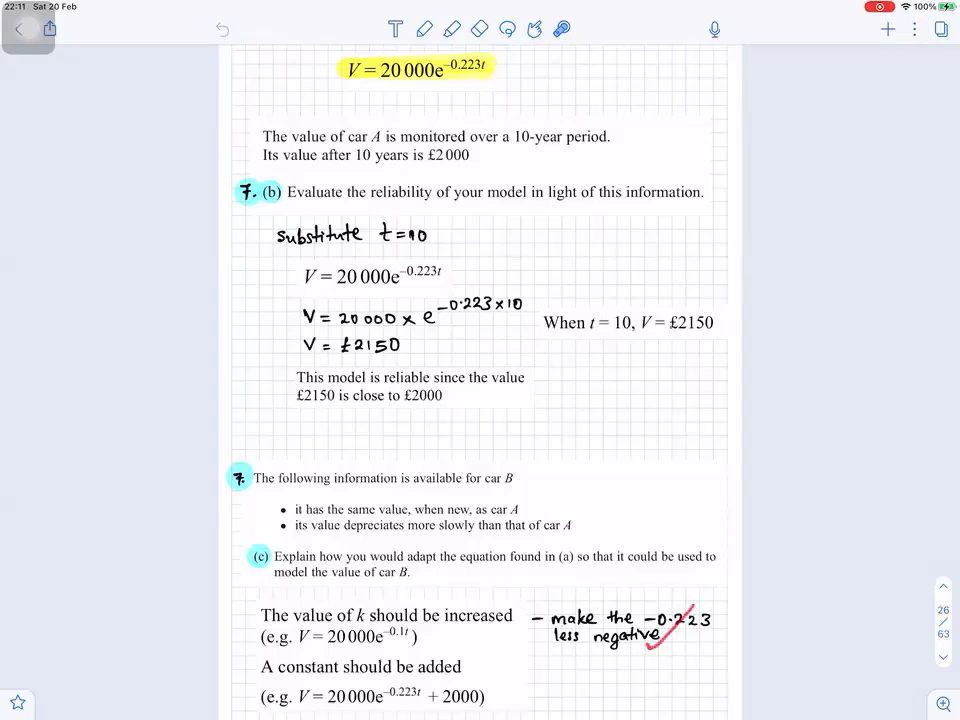 22:11 Sat 20 Feb
100%
V = 20 000e^−0.223t
The value of car A is monitored over a 10-year period.
Its value after 10 years is £2 000
7. (b) Evaluate the reliability of your model in light of this information.
substitute t = 10
V = 20 000e^−0.223t
V = 20 000 × e^−0.223 × 10
V = £2150
When t = 10, V = £2150
This model is reliable since the value
£2150 is close to £2000
7. The following information is available for car B
• it has the same value, when new, as car A
• its value depreciates more slowly than that of car A
(c) Explain how you would adapt the equation found in (a) so that it could be used to
model the value of car B.
The value of k should be increased
(e.g. V = 20 000e^−0.1t )
– make the −0.223
less negative
A constant should be added
(e.g. V = 20 000e^−0.223t + 2000)
26
/
63